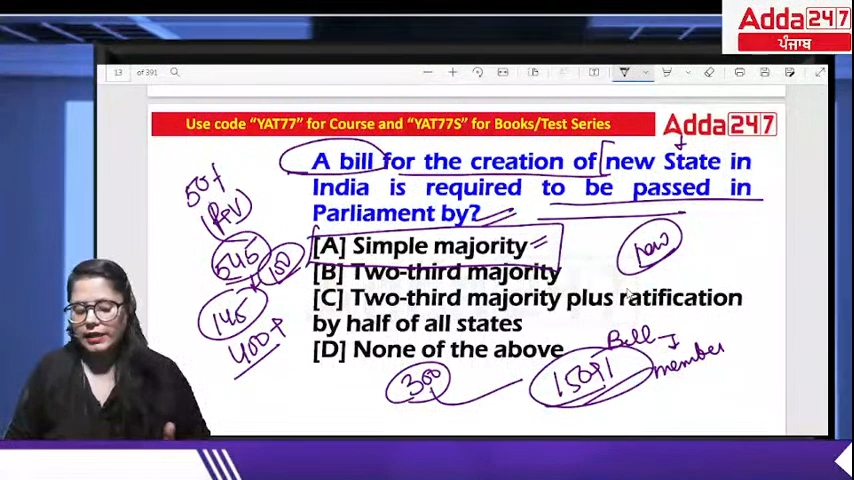 Adda247
ਪੰਜਾਬ
13 of 391
Use code "YAT77" for Course and "YAT77S" for Books/Test Series
Adda247
A bill for the creation of new State in
India is required to be passed in
Parliament by?
[A] Simple majority
[B] Two-third majority
[C] Two-third majority plus ratification
by half of all states
[D] None of the above
50+
(P+V)
545
150
145
400+
new
300
Bill
member